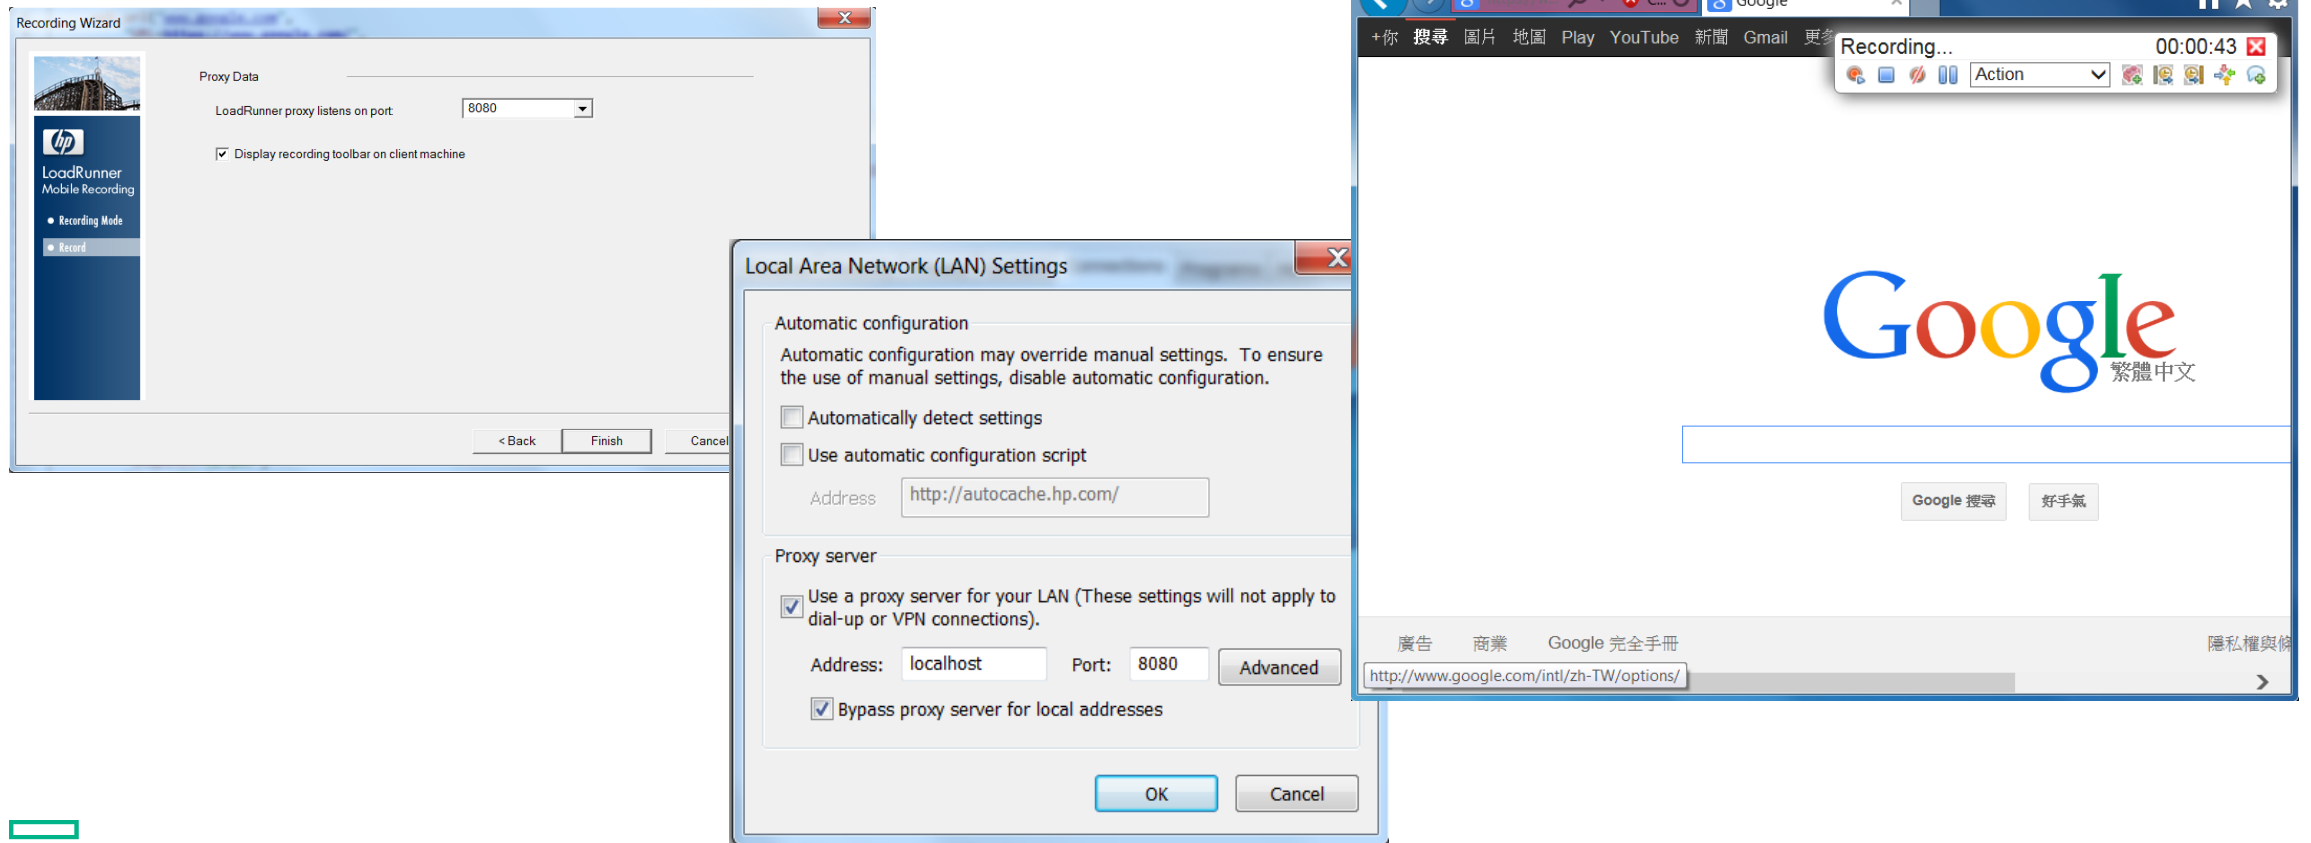 Recording Wizard
Proxy Data
LoadRunner proxy listens on port:
8080
Display recording toolbar on client machine
hp
LoadRunner
Mobile Recording
Recording Mode
Record
< Back
Finish
Cancel
Local Area Network (LAN) Settings
Automatic configuration
Automatic configuration may override manual settings. To ensure
the use of manual settings, disable automatic configuration.
Automatically detect settings
Use automatic configuration script
Address
http://autocache.hp.com/
Proxy server
Use a proxy server for your LAN (These settings will not apply to
dial-up or VPN connections).
Address:
localhost
Port:
8080
Advanced
Bypass proxy server for local addresses
OK
Cancel
Google
+你 搜尋 圖片 地圖 Play YouTube 新聞 Gmail
Recording... 00:00:43
Action
Google
繁體中文
Google 搜尋
好手氣
廣告 商業 Google 完全手冊 隱私權與
http://www.google.com/intl/zh-TW/options/